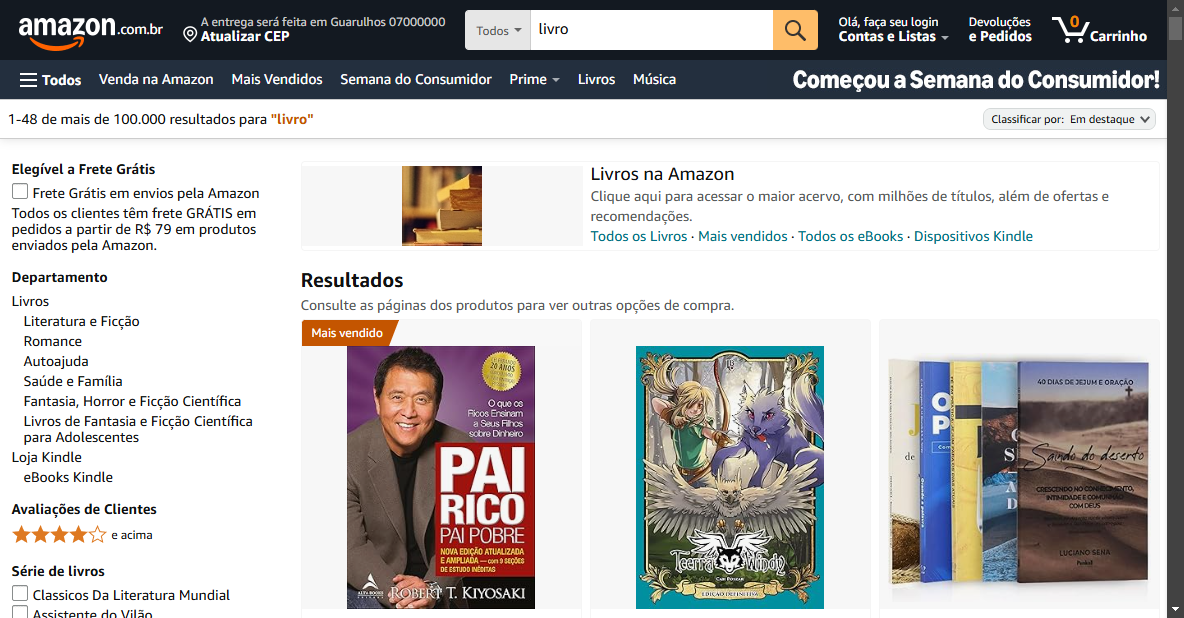 amazon.com.br
A entrega será feita em Guarulhos 07000000
Atualizar CEP
Todos
livro
Olá, faça seu login
Contas e Listas
Devoluções
e Pedidos
0
Carrinho
Todos
Venda na Amazon
Mais Vendidos
Semana do Consumidor
Prime
Livros
Música
Começou a Semana do Consumidor!
1-48 de mais de 100.000 resultados para "livro"
Classificar por: Em destaque
Elegível a Frete Grátis
Frete Grátis em envios pela Amazon
Todos os clientes têm frete GRÁTIS em
pedidos a partir de R$ 79 em produtos
enviados pela Amazon.
Departamento
Livros
Literatura e Ficção
Romance
Autoajuda
Saúde e Família
Fantasia, Horror e Ficção Científica
Livros de Fantasia e Ficção Científica
para Adolescentes
Loja Kindle
eBooks Kindle
Avaliações de Clientes
e acima
Série de livros
Classicos Da Literatura Mundial
Assistente do Vilão
Livros na Amazon
Clique aqui para acessar o maior acervo, com milhões de títulos, além de ofertas e
recomendações.
Todos os Livros · Mais vendidos · Todos os eBooks · Dispositivos Kindle
Resultados
Consulte as páginas dos produtos para ver outras opções de compra.
Mais vendido
20 ANOS
O que os
Ricos Ensinam
a Seus Filhos
sobre Dinheiro
PAI
RICO
PAI POBRE
NOVA EDIÇÃO ATUALIZADA
E AMPLIADA — com 9 SEÇÕES
DE ESTUDO INÉDITAS
ALTA BOOKS
ROBERT T. KIYOSAKI
Teerra Windy
EDIÇÃO DEFINITIVA
40 DIAS DE JEJUM E ORAÇÃO
Saindo do deserto
CRESCENDO NO CONHECIMENTO,
INTIMIDADE E COMUNHÃO
COM DEUS
LUCIANO SENA